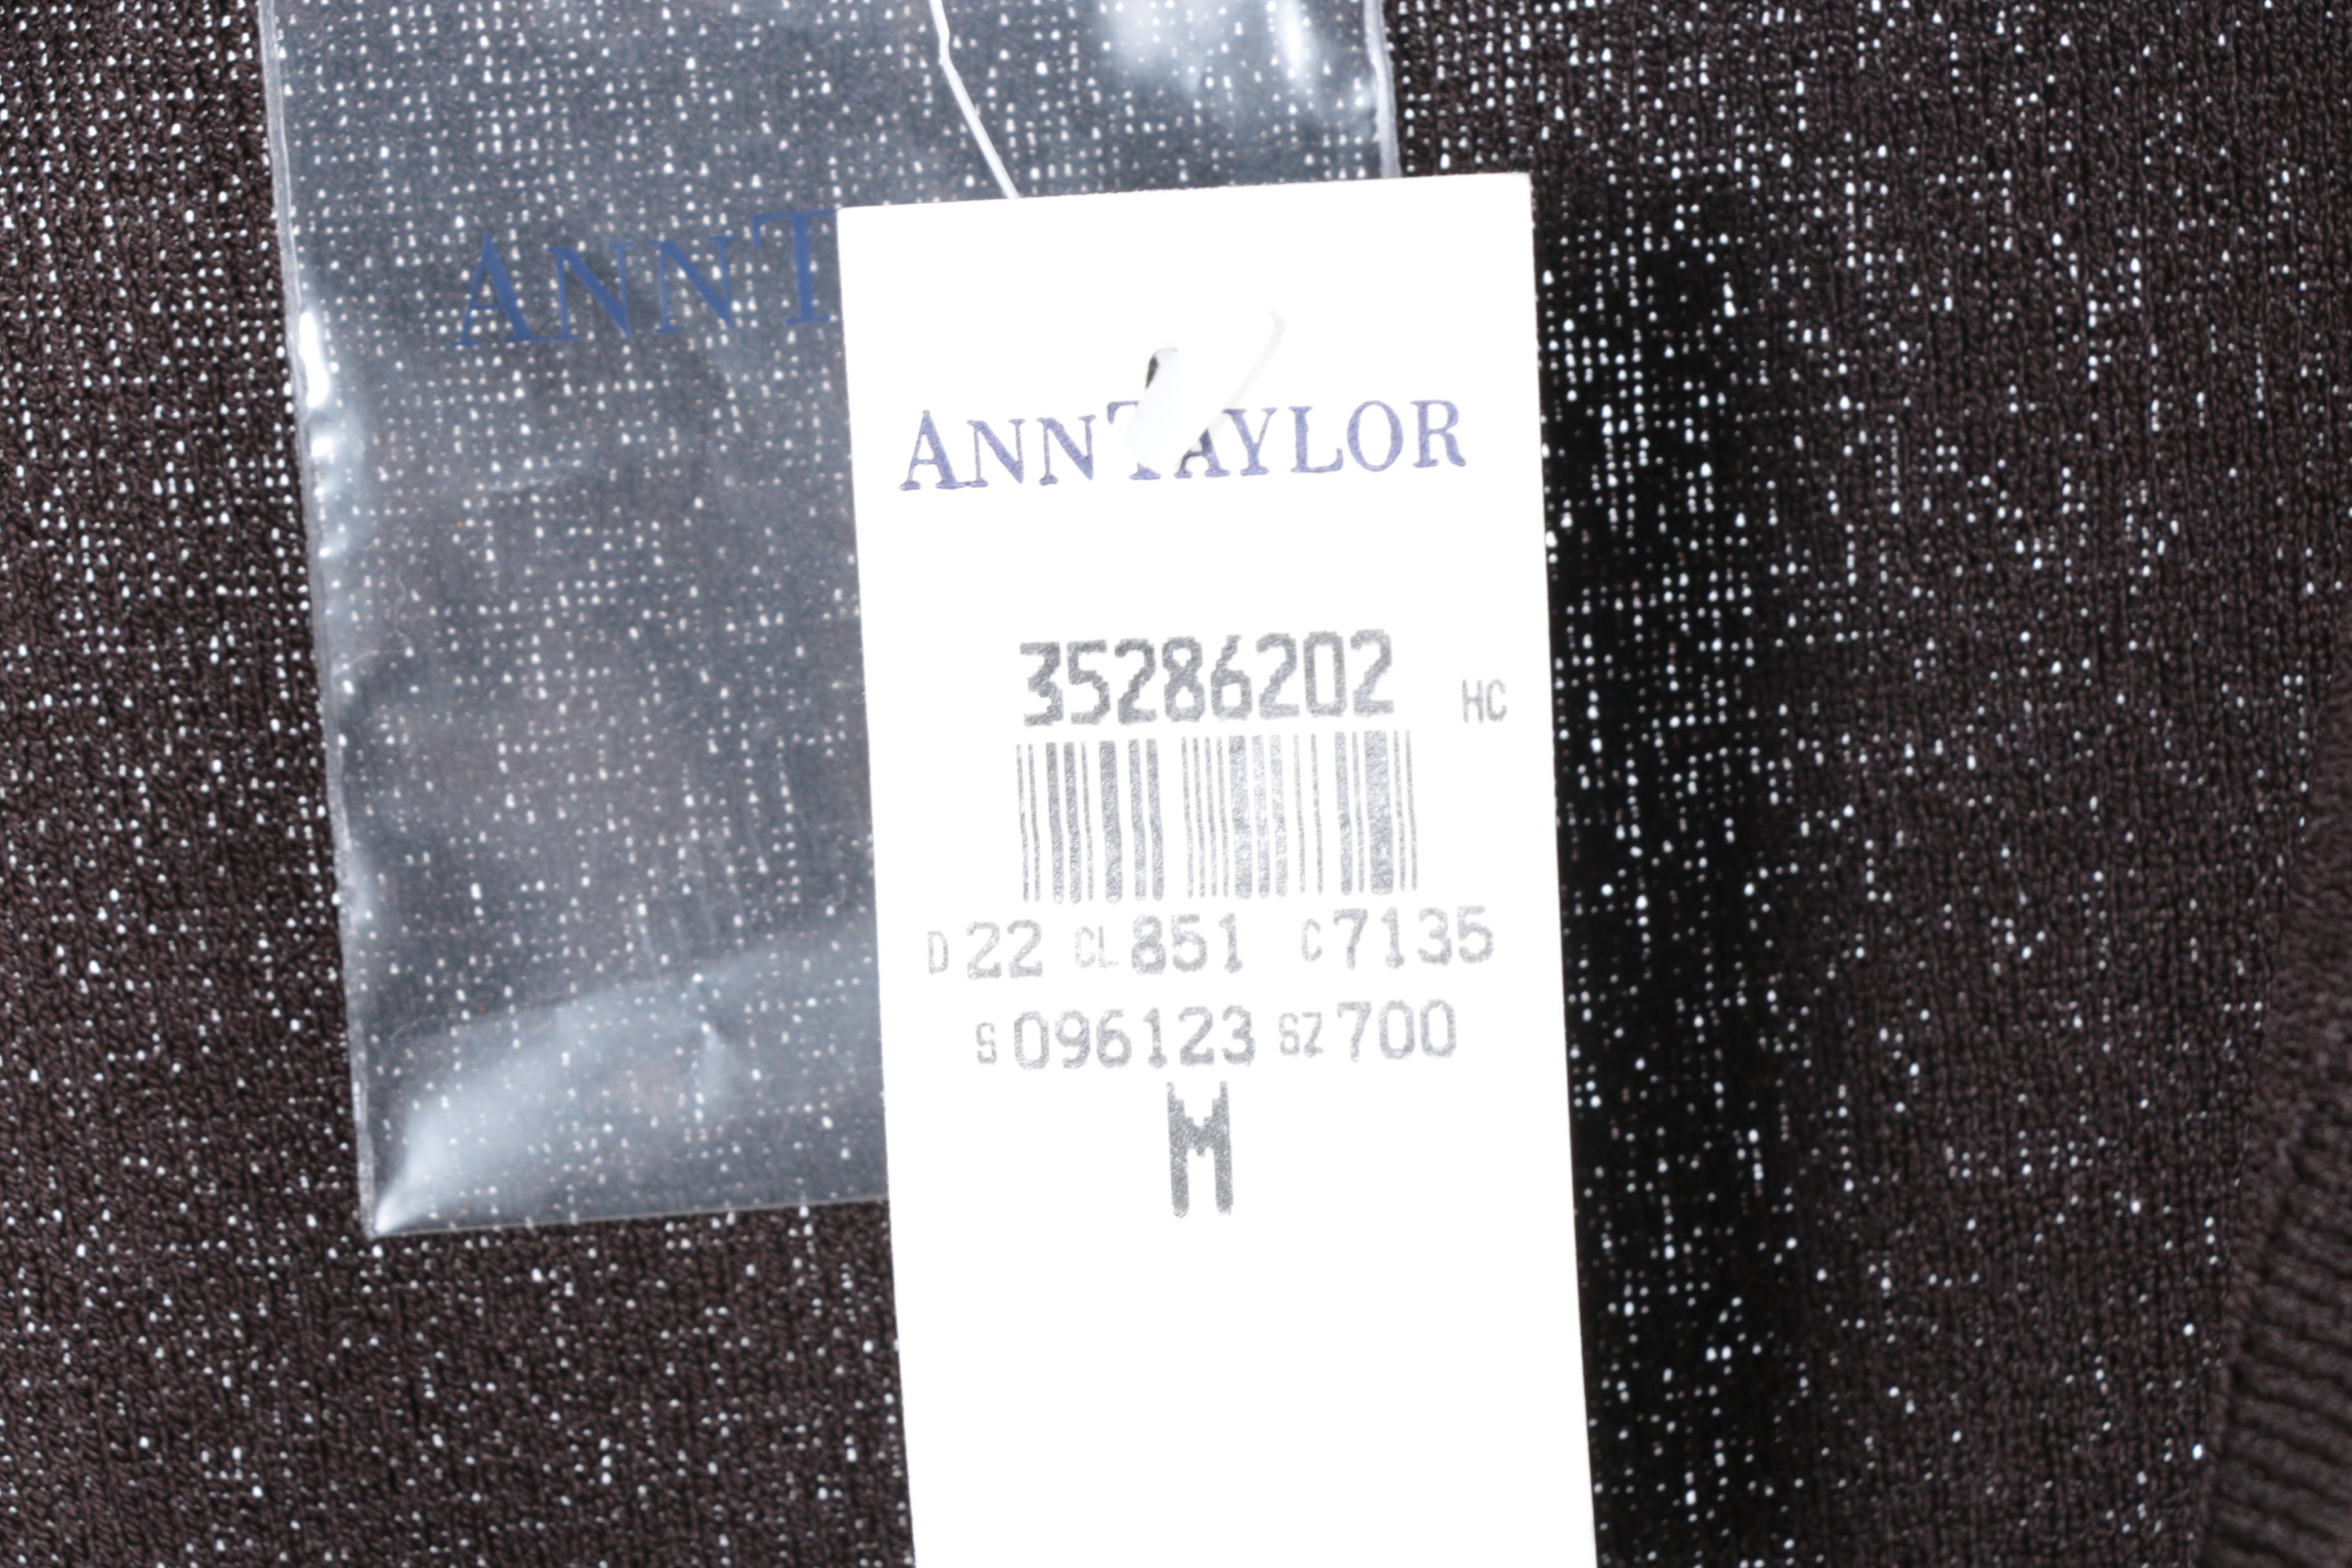 ANNT
ANNTAYLOR
35286202
HC
D 22 CL 851 C 7135
S 096123 SZ 700
M